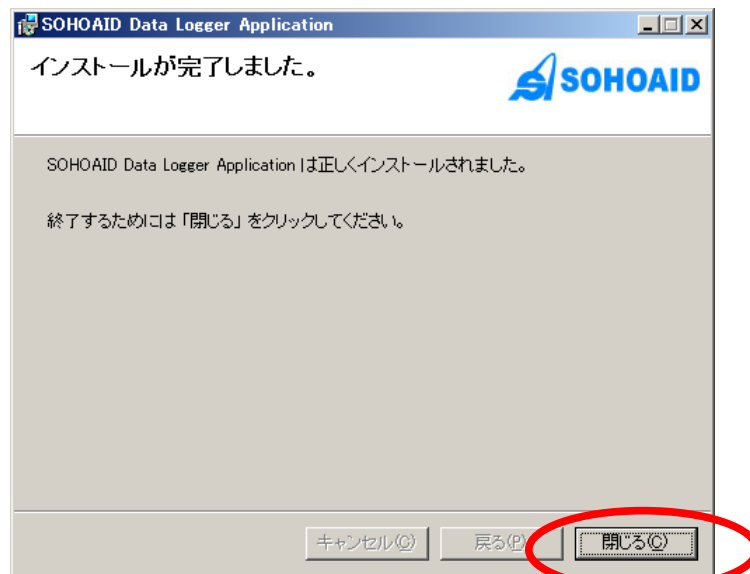 SOHOAID Data Logger Application
インストールが完了しました。
SOHOAID
SOHOAID Data Logger Application は正しくインストールされました。
終了するためには「閉じる」をクリックしてください。
キャンセル(C) 戻る(P) 閉じる(C)